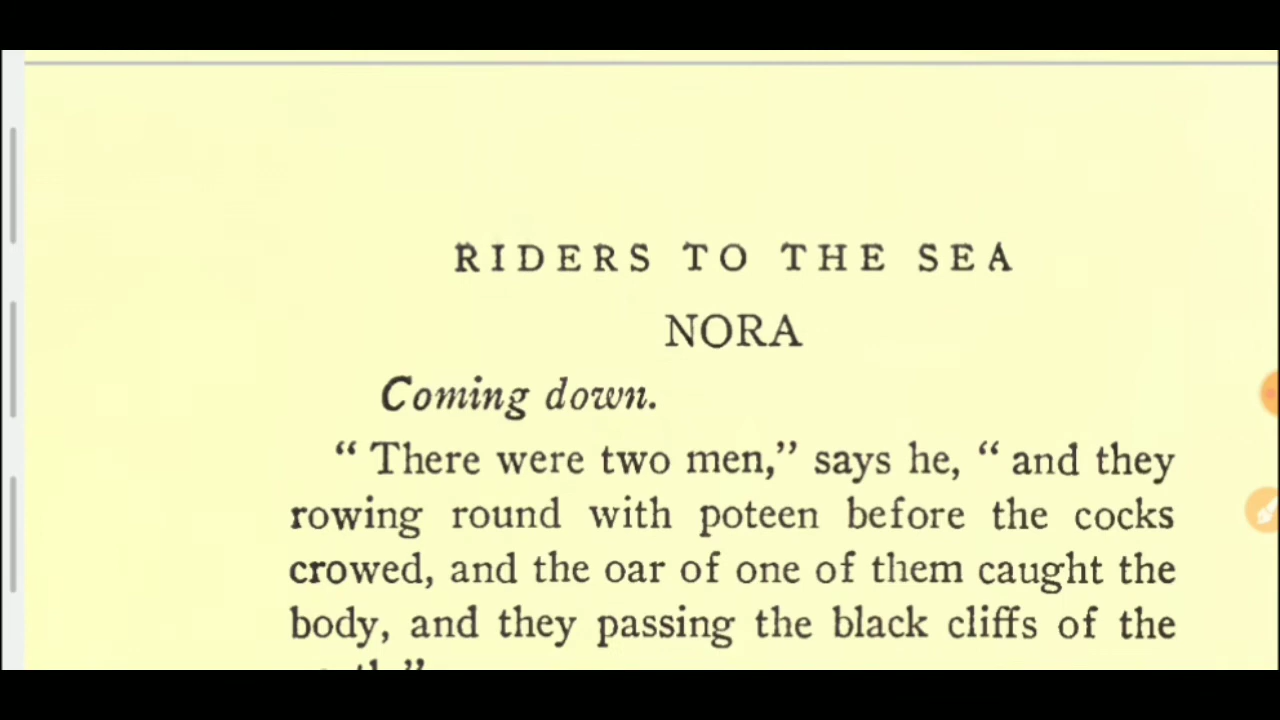 RIDERS TO THE SEA
NORA
Coming down.
“ There were two men,” says he, “ and they
rowing round with poteen before the cocks
crowed, and the oar of one of them caught the
body, and they passing the black cliffs of the